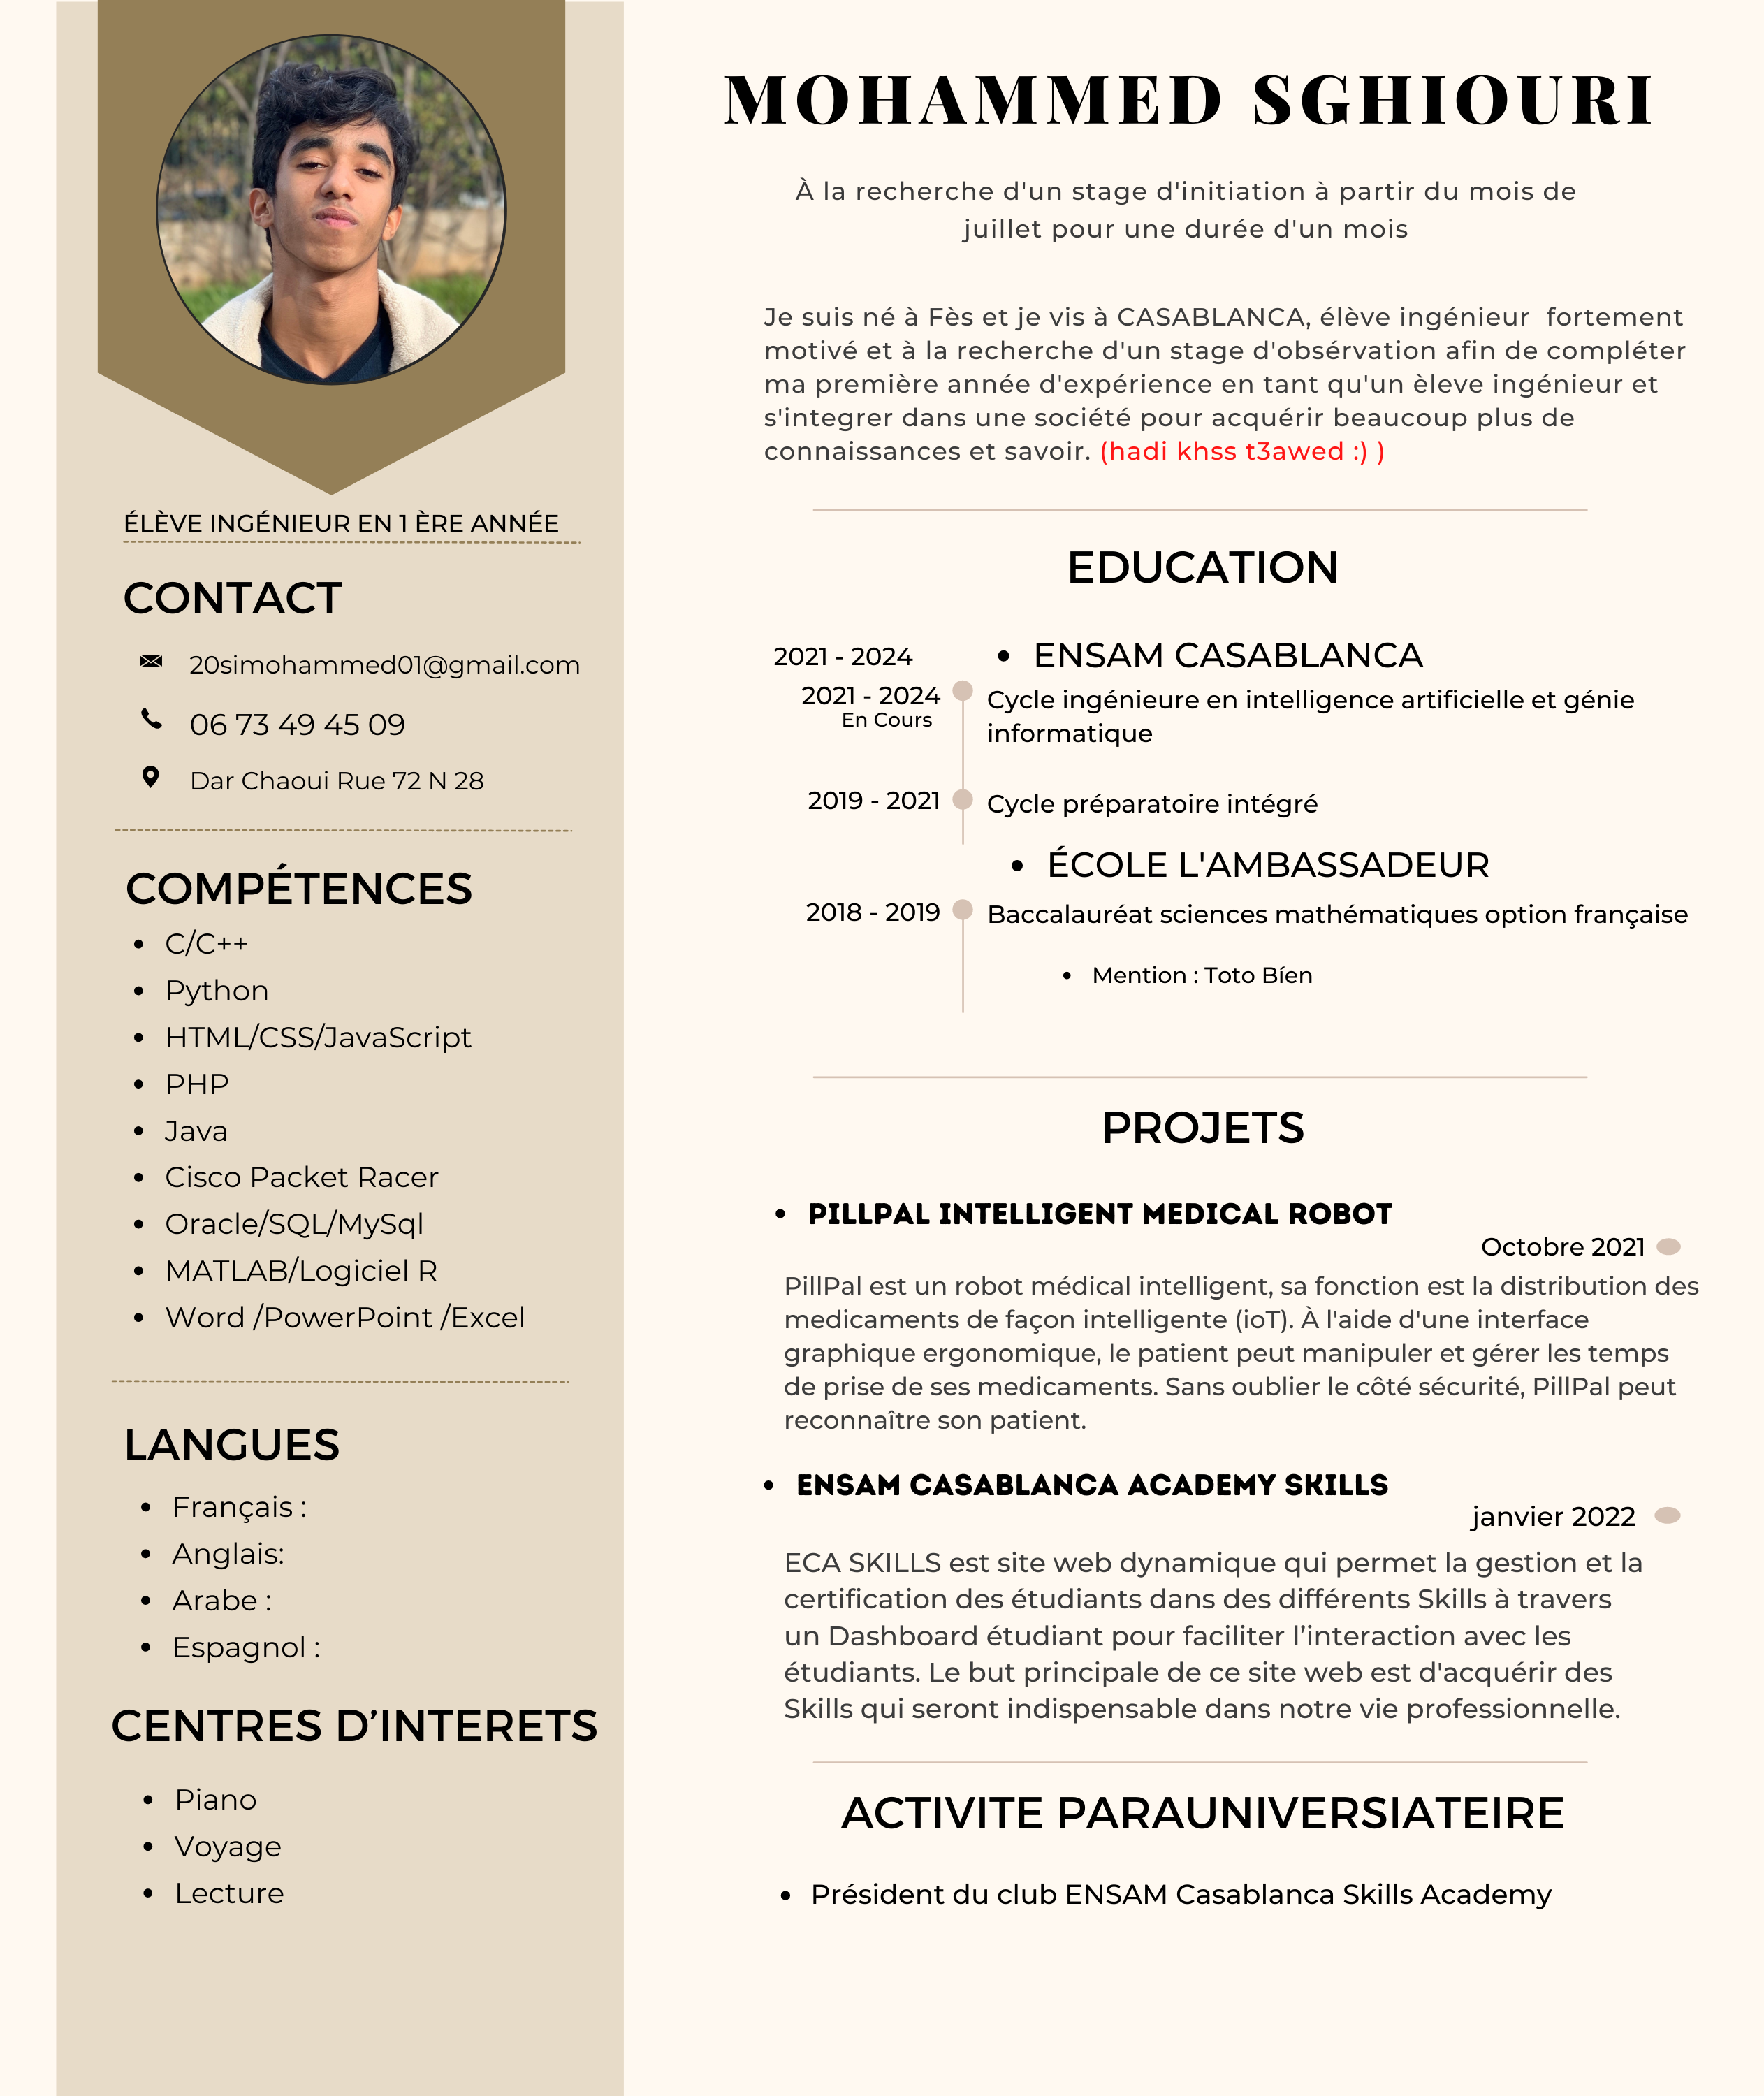 ÉLÈVE INGÉNIEUR EN 1 ÈRE ANNÉE
CONTACT
20simohammed01@gmail.com
06 73 49 45 09
Dar Chaoui Rue 72 N 28
COMPÉTENCES
• C/C++
• Python
• HTML/CSS/JavaScript
• PHP
• Java
• Cisco Packet Racer
• Oracle/SQL/MySql
• MATLAB/Logiciel R
• Word /PowerPoint /Excel
LANGUES
• Français :
• Anglais:
• Arabe :
• Espagnol :
CENTRES D’INTERETS
• Piano
• Voyage
• Lecture
MOHAMMED SGHIOURI
À la recherche d'un stage d'initiation à partir du mois de
juillet pour une durée d'un mois
Je suis né à Fès et je vis à CASABLANCA, élève ingénieur fortement
motivé et à la recherche d'un stage d'obsérvation afin de compléter
ma première année d'expérience en tant qu'un èleve ingénieur et
s'integrer dans une société pour acquérir beaucoup plus de
connaissances et savoir. (hadi khss t3awed :) )
EDUCATION
2021 - 2024 • ENSAM CASABLANCA
2021 - 2024 Cycle ingénieure en intelligence artificielle et génie
En Cours informatique
2019 - 2021 Cycle préparatoire intégré
• ÉCOLE L'AMBASSADEUR
2018 - 2019 Baccalauréat sciences mathématiques option française
• Mention : Toto Bíen
PROJETS
• PILLPAL INTELLIGENT MEDICAL ROBOT
Octobre 2021
PillPal est un robot médical intelligent, sa fonction est la distribution des
medicaments de façon intelligente (ioT). À l'aide d'une interface
graphique ergonomique, le patient peut manipuler et gérer les temps
de prise de ses medicaments. Sans oublier le côté sécurité, PillPal peut
reconnaître son patient.
• ENSAM CASABLANCA ACADEMY SKILLS
janvier 2022
ECA SKILLS est site web dynamique qui permet la gestion et la
certification des étudiants dans des différents Skills à travers
un Dashboard étudiant pour faciliter l’interaction avec les
étudiants. Le but principale de ce site web est d'acquérir des
Skills qui seront indispensable dans notre vie professionnelle.
ACTIVITE PARAUNIVERSIATEIRE
• Président du club ENSAM Casablanca Skills Academy